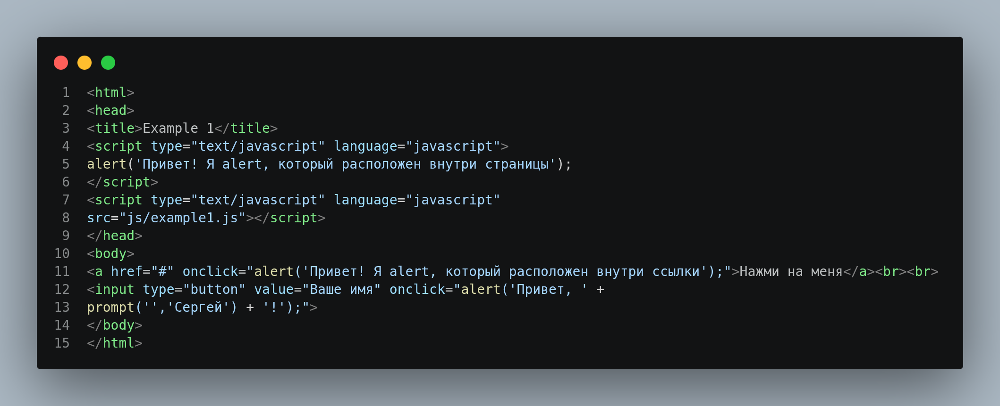 1 <html>
2 <head>
3 <title>Example 1</title>
4 <script type="text/javascript" language="javascript">
5 alert('Привет! Я alert, который расположен внутри страницы');
6 </script>
7 <script type="text/javascript" language="javascript"
8 src="js/example1.js"></script>
9 </head>
10 <body>
11 <a href="#" onclick="alert('Привет! Я alert, который расположен внутри ссылки');">Нажми на меня</a><br><br>
12 <input type="button" value="Ваше имя" onclick="alert('Привет, ' +
13 prompt('','Сергей') + '!');">
14 </body>
15 </html>